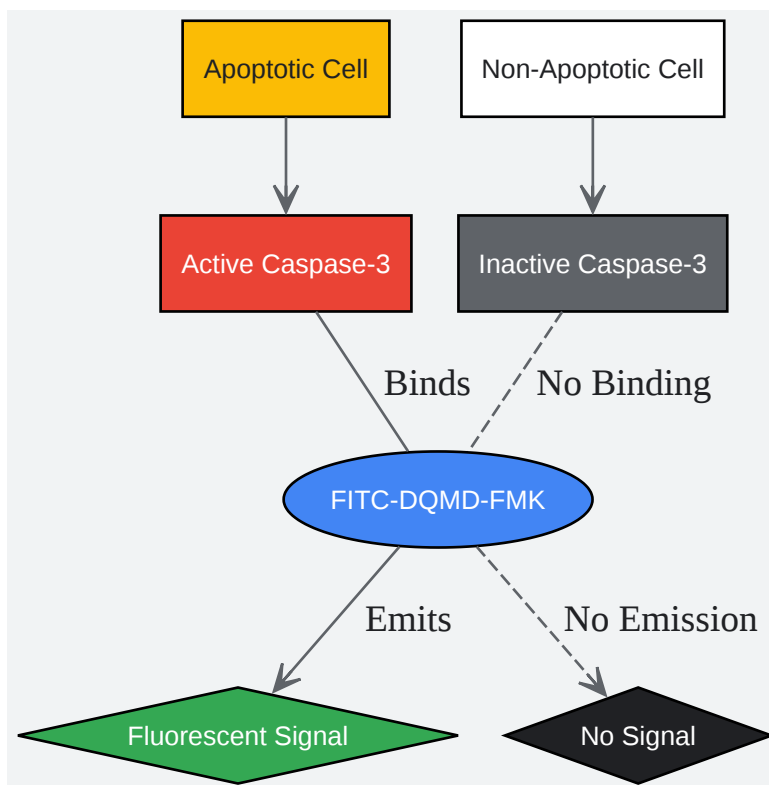 Apoptotic Cell
Non-Apoptotic Cell
Active Caspase-3
Inactive Caspase-3
Binds
No Binding
FITC-DQMD-FMK
Emits
No Emission
Fluorescent Signal
No Signal